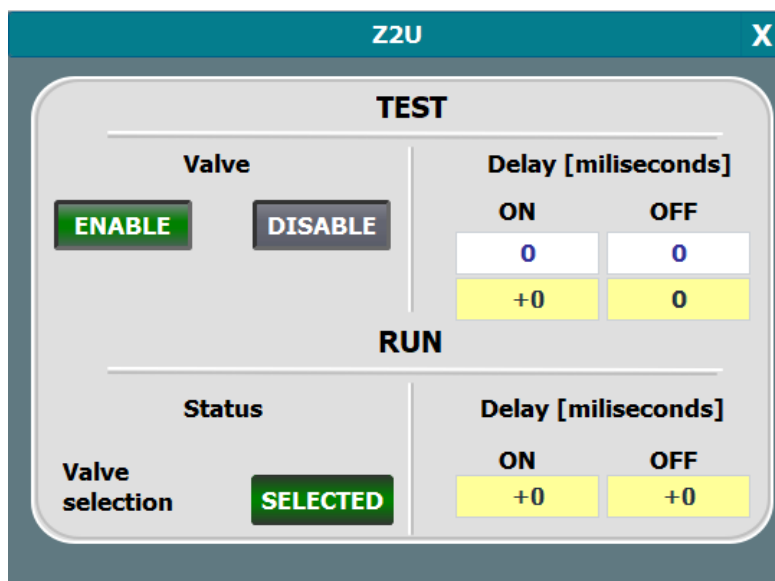 Z2U X
TEST
Valve Delay [miliseconds]
ENABLE DISABLE ON OFF
0 0
+0 0
RUN
Status Delay [miliseconds]
Valve selection SELECTED ON OFF
+0 +0